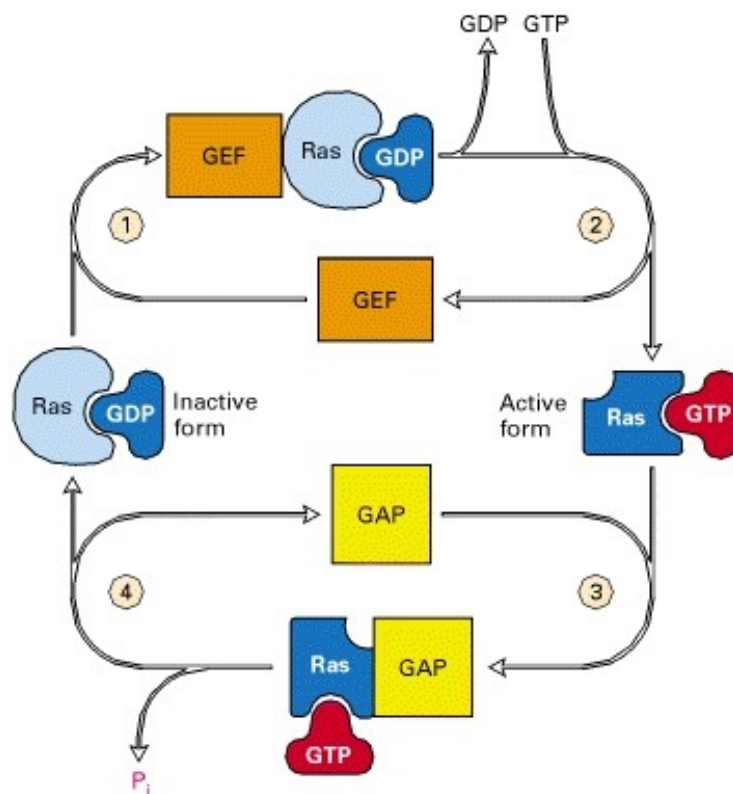 GDP GTP
GEF
Ras
GDP
1
2
GEF
Ras
GDP
Inactive
form
Active
form
Ras
GTP
GAP
4
3
Ras
GAP
GTP
Pi